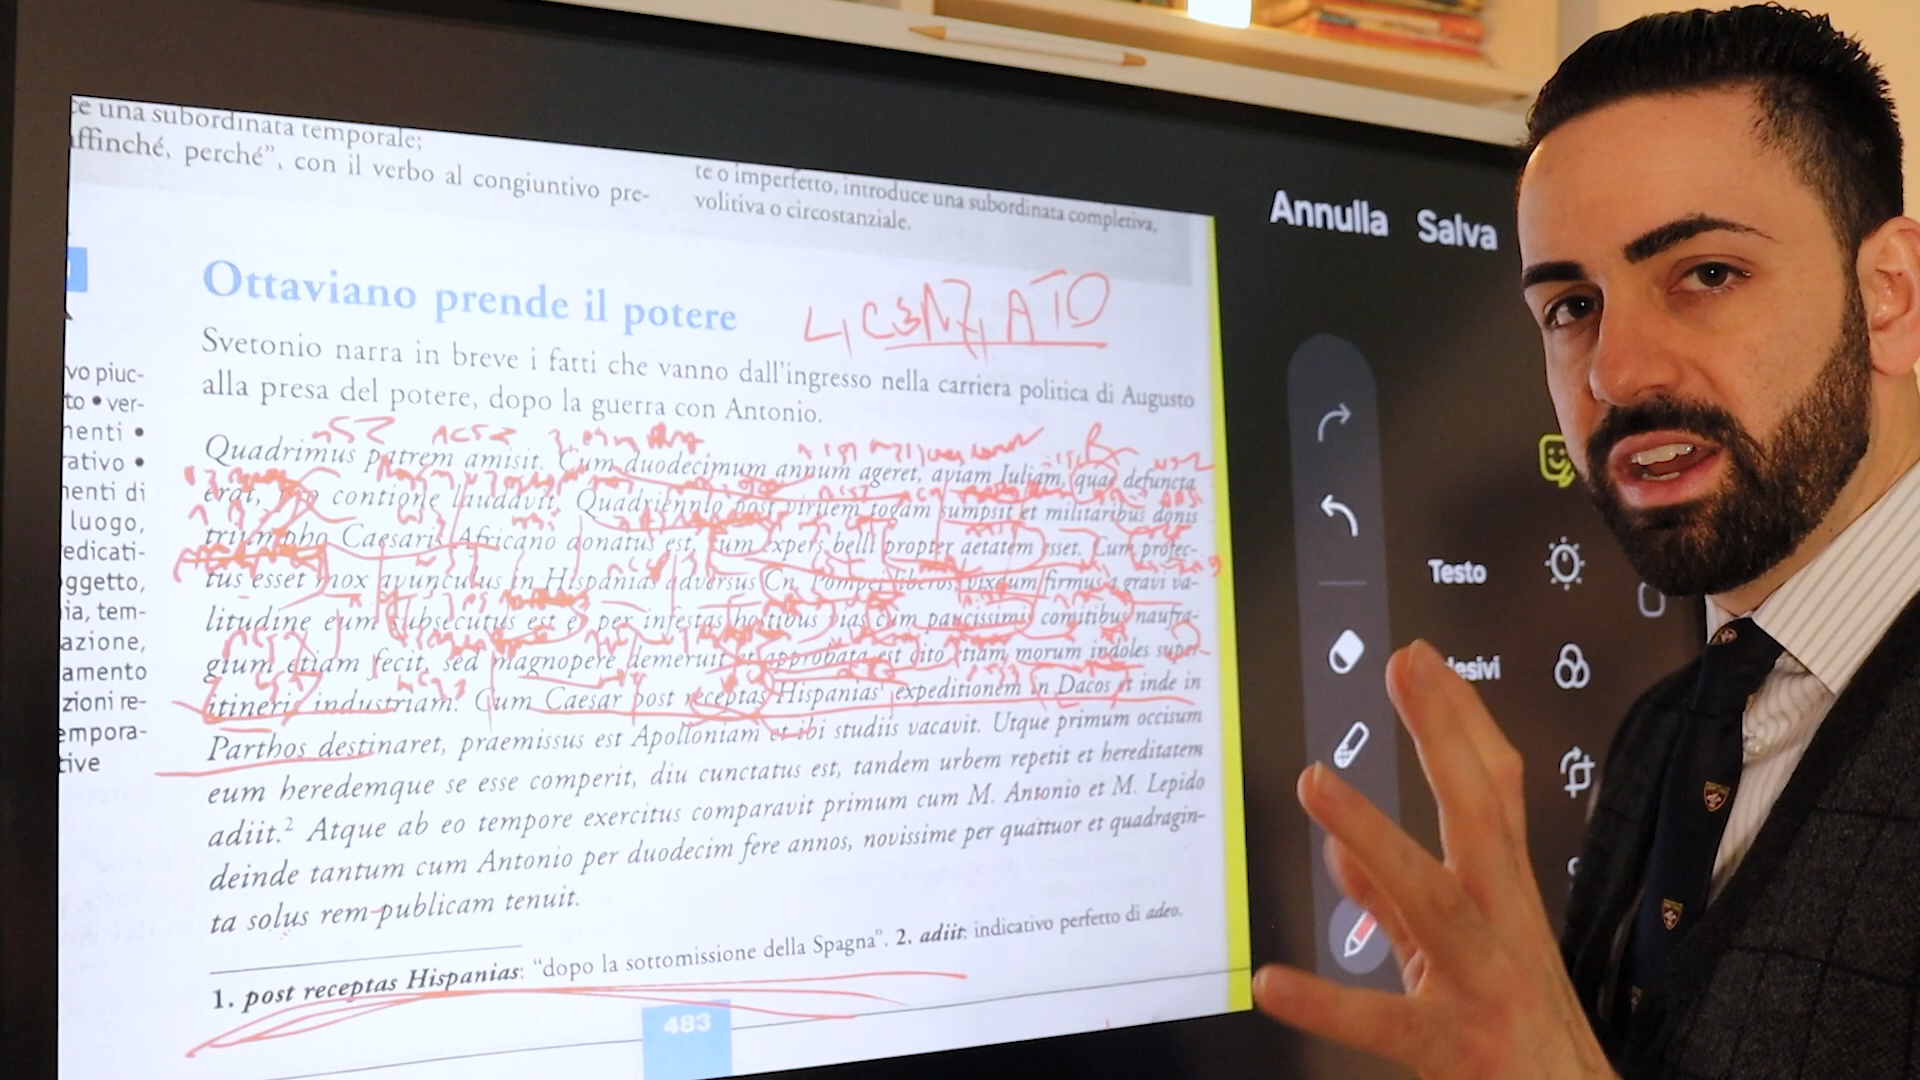 ce una subordinata temporale;
affinché, perché”, con il verbo al congiuntivo pre-
te o imperfetto, introduce una subordinata completiva,
volitiva o circostanziale.
Annulla Salva
Ottaviano prende il potere
LICENZIATO
Svetonio narra in breve i fatti che vanno dall'ingresso nella carriera politica di Augusto
alla presa del potere, dopo la guerra con Antonio.
vo piuc-
to • ver-
menti •
ativo •
menti di
luogo,
edicati-
ggetto,
ia, tem-
azione,
amento
zioni re-
empora-
tive
Quadrimus patrem amisit. Cum duodecimum annum ageret, aviam Iuliam, quae defuncta
erat, pro contione laudavit. Quadriennio post virilem togam sumpsit et militaribus donis
triumpho Caesaris Africano donatus est, cum expers belli propter aetatem esset. Cum profec-
tus esset mox avunculus in Hispanias adversus Cn. Pompei liberos, vixdum firmus a gravi va-
litudine eum subsecutus est et per infestas hostibus vias cum paucissimis comitibus naufra-
gium etiam fecit, sed magnopere demeruit et approbata est cito etiam morum indoles super
itineris industriam. Cum Caesar post receptas Hispanias¹ expeditionem in Dacos et inde in
Parthos destinaret, praemissus est Apolloniam et ibi studiis vacavit. Utque primum occisum
eum heredemque se esse comperit, diu cunctatus est, tandem urbem repetit et hereditatem
adiit.² Atque ab eo tempore exercitus comparavit primum cum M. Antonio et M. Lepido
deinde tantum cum Antonio per duodecim fere annos, novissime per quattuor et quadragin-
ta solus rem publicam tenuit.
1. post receptas Hispanias: “dopo la sottomissione della Spagna”. 2. adiit: indicativo perfetto di adeo.
483
Testo
esivi